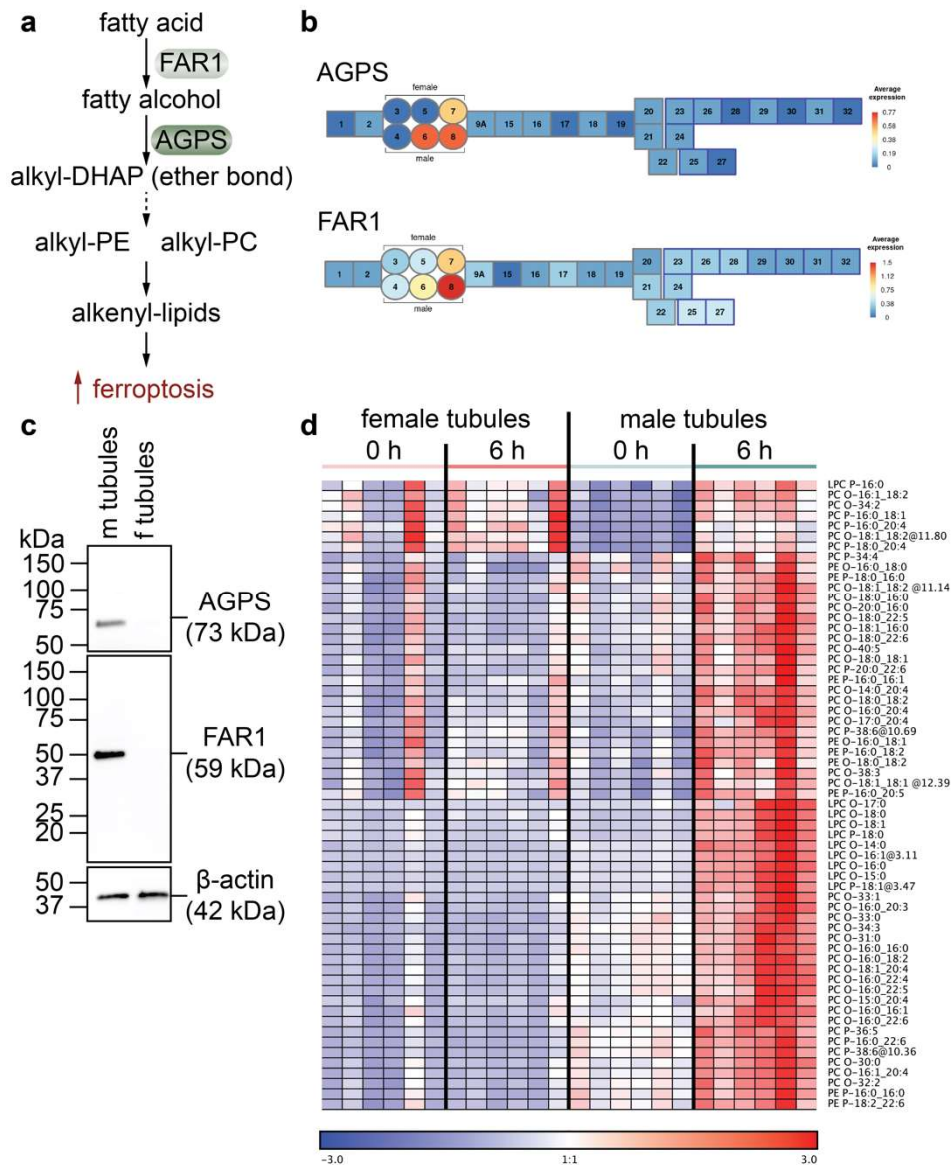 a
fatty acid
FAR1
fatty alcohol
AGPS
alkyl-DHAP (ether bond)
alkyl-PE alkyl-PC
alkenyl-lipids
↑ ferroptosis
b
AGPS
female
1 2 3 5 7 9A 15 16 17 18 19 20 23 26 28 29 30 31 32
4 6 8 21 24
male
22 25 27
Average
expression
0.77
0.58
0.38
0.19
0
FAR1
female
1 2 3 5 7 9A 15 16 17 18 19 20 23 26 28 29 30 31 32
4 6 8 21 24
male
22 25 27
Average
expression
1.5
1.12
0.75
0.38
0
c
m tubules
f tubules
kDa
150
100
75
50
AGPS
(73 kDa)
150
100
75
50
37
25
20
FAR1
(59 kDa)
50
37
β-actin
(42 kDa)
d
female tubules male tubules
0 h 6 h 0 h 6 h
LPC P-16:0
PC O-16:1_18:2
PC O-34:2
PC P-16:0_18:1
PC P-16:0_20:4
PC O-18:1_18:2@11.80
PC P-18:0_20:4
PC P-34:4
PE O-16:0_18:0
PE P-18:0_16:0
PC O-18:1_18:2 @11.14
PC O-18:0_16:0
PC O-20:0_16:0
PC O-18:0_22:5
PC O-18:1_16:0
PC O-18:0_22:6
PC O-40:5
PC O-18:0_18:1
PC P-20:0_22:6
PE P-16:0_16:1
PC O-14:0_20:4
PC O-18:0_18:2
PC O-16:0_20:4
PC O-17:0_20:4
PC P-38:6@10.69
PE O-16:0_18:1
PE P-16:0_18:2
PE O-18:0_18:2
PC O-38:3
PC O-18:1_18:1 @12.39
PE P-16:0_20:5
LPC O-17:0
LPC O-18:0
LPC O-18:1
LPC P-18:0
LPC O-14:0
LPC O-16:1@3.11
LPC O-16:0
LPC O-15:0
LPC P-18:1@3.47
PC O-33:1
PC O-16:0_20:3
PC O-33:0
PC O-34:3
PC O-31:0
PC O-16:0_16:0
PC O-16:0_18:2
PC O-18:1_20:4
PC O-16:0_22:4
PC O-16:0_22:5
PC O-15:0_20:4
PC O-16:0_16:1
PC O-16:0_22:6
PC P-36:5
PC P-16:0_22:6
PC P-38:6@10.36
PC O-30:0
PC O-16:1_20:4
PC O-32:2
PE P-16:0_16:0
PE P-18:2_22:6
-3.0 1:1 3.0